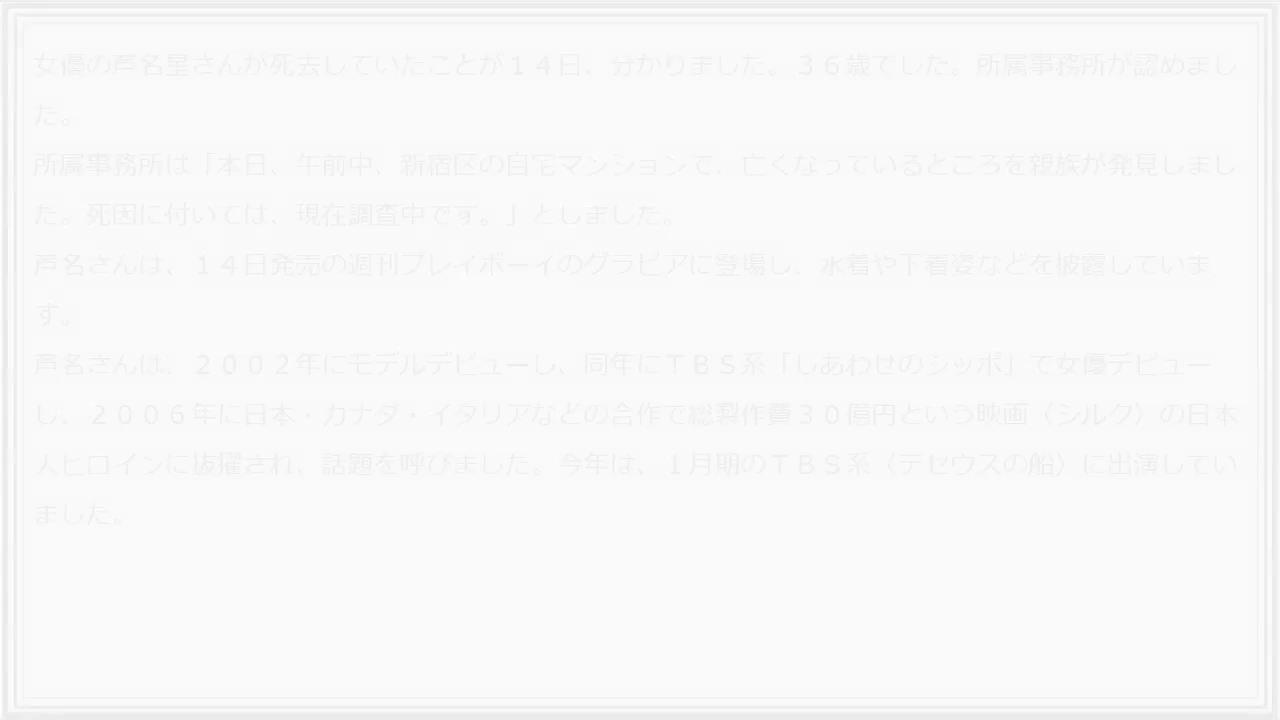 女優の芦名星さんが死去していたことが１４日、分かりました。３６歳でした。所属事務所が認めまし
た。
所属事務所は「本日、午前中、新宿区の自宅マンションで、亡くなっているところを親族が発見しまし
た。死因に付いては、現在調査中です。」としました。
芦名さんは、１４日発売の週刊プレイボーイのグラビアに登場し、水着や下着姿などを披露していま
す。
芦名さんは、２００２年にモデルデビューし、同年にＴＢＳ系「しあわせのシッポ」で女優デビュー
し、２００６年に日本・カナダ・イタリアなどの合作で総製作費３０億円という映画〈シルク〉の日本
人ヒロインに抜擢され、話題を呼びました。今年は、１月期のＴＢＳ系〈テセウスの船〉に出演してい
ました。